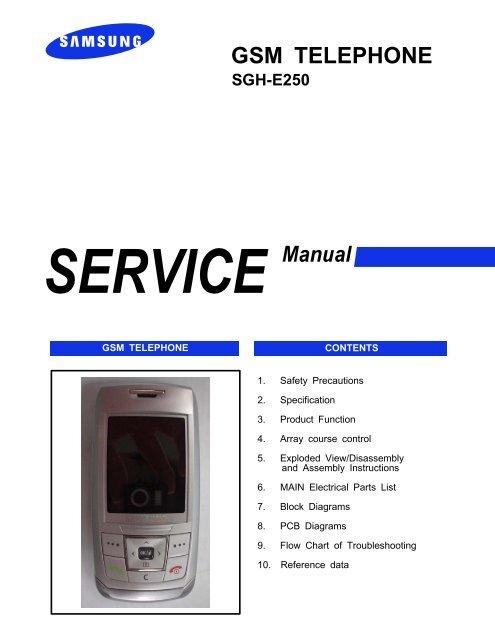 SAMSUNG
GSM TELEPHONE
SGH-E250
SERVICE Manual
GSM TELEPHONE
CONTENTS
1. Safety Precautions
2. Specification
3. Product Function
4. Array course control
5. Exploded View/Disassembly
and Assembly Instructions
6. MAIN Electrical Parts List
7. Block Diagrams
8. PCB Diagrams
9. Flow Chart of Troubleshooting
10. Reference data
C